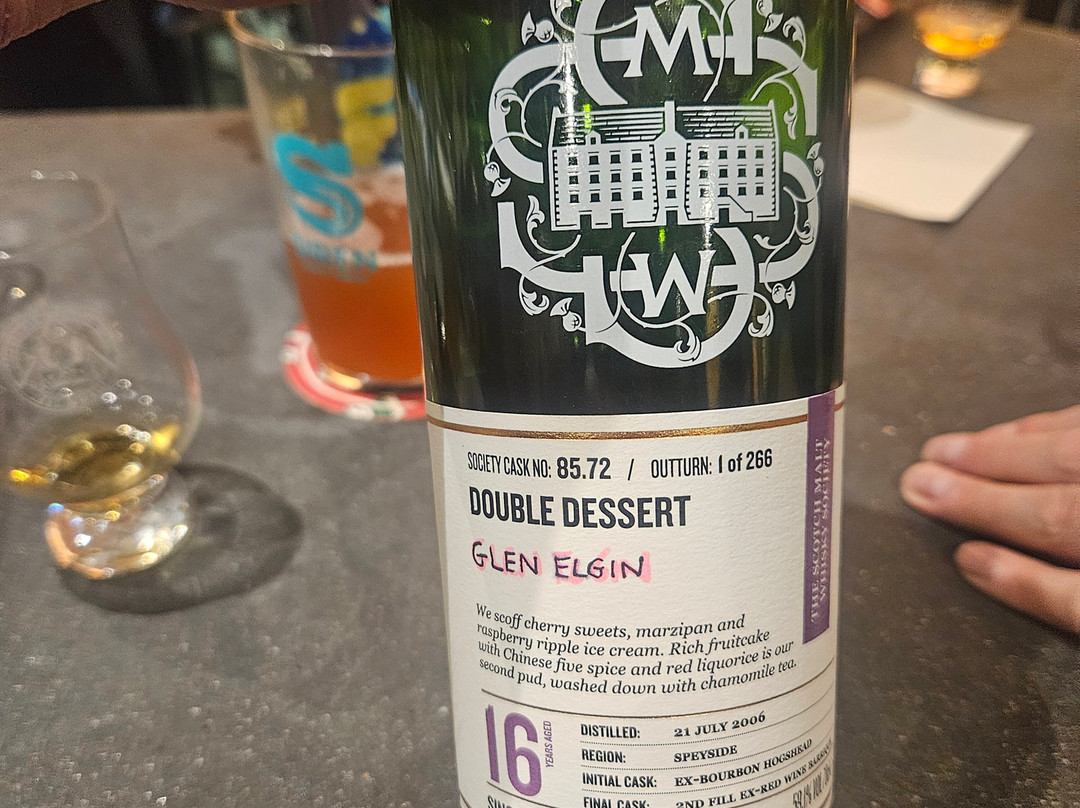 SIREN
SOCIETY CASK NO: 85.72 / OUTTURN: 1 of 266
DOUBLE DESSERT
GLEN ELGIN
We scoff cherry sweets, marzipan and
raspberry ripple ice cream. Rich fruitcake
with Chinese five spice and red liquorice is our
second pud, washed down with chamomile tea.
16
YEARS AGED
DISTILLED: 21 JULY 2006
REGION: SPEYSIDE
INITIAL CASK: EX-BOURBON HOGSHEAD
FINAL CASK: 2ND FILL EX-RED WINE
THE SCOTCH MALT
WHISKY SOCIETY